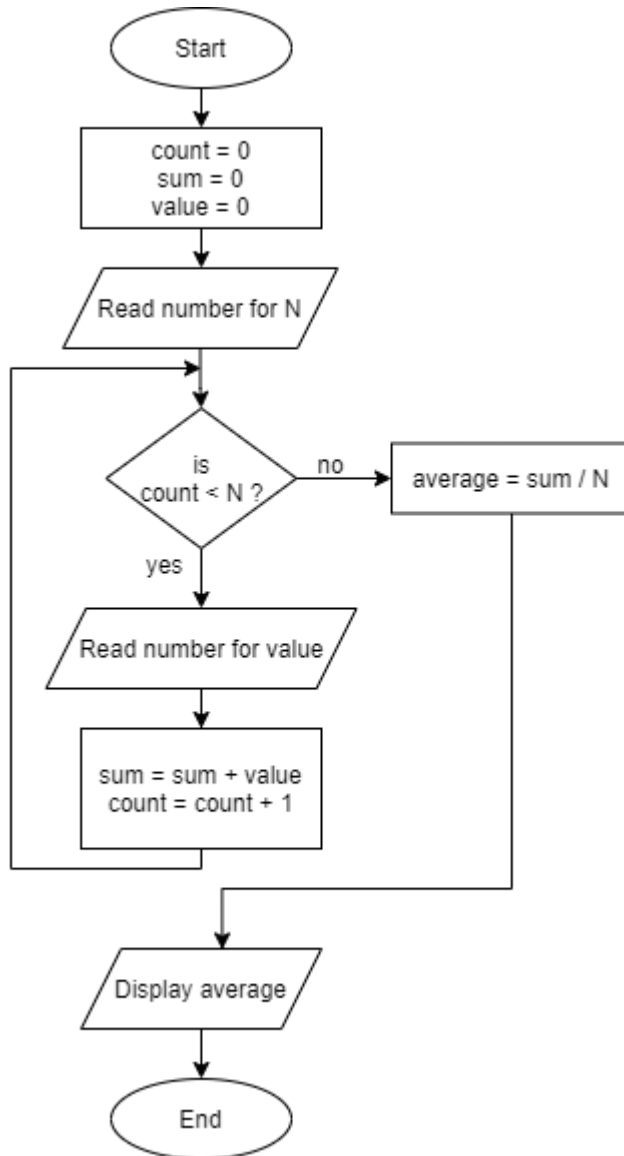 Start
count = 0
sum = 0
value = 0
Read number for N
is
count < N ?
no
average = sum / N
yes
Read number for value
sum = sum + value
count = count + 1
Display average
End